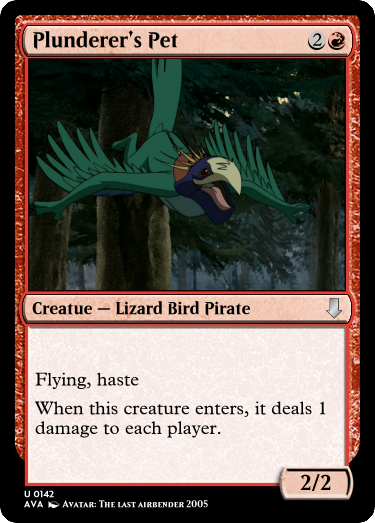 Plunderer's Pet 2
Creatue — Lizard Bird Pirate
Flying, haste
When this creature enters, it deals 1
damage to each player.
2/2
U 0142
AVA Avatar: The last airbender 2005